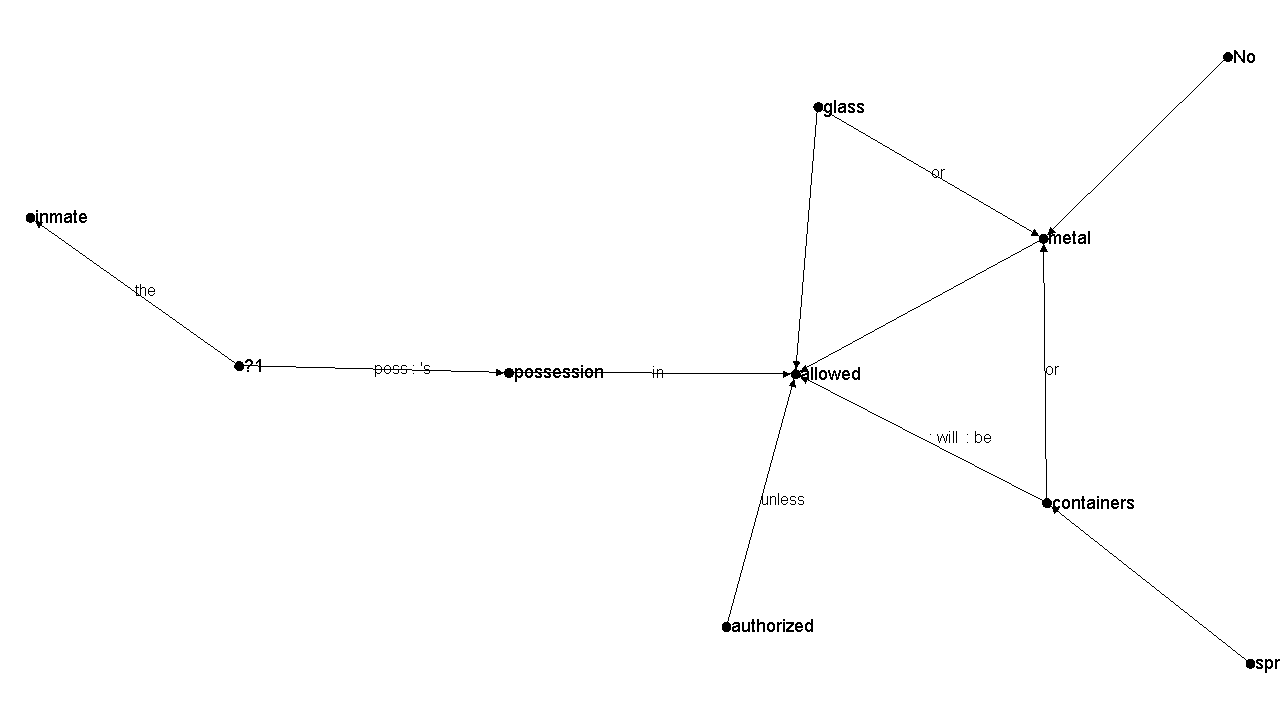 No
glass
or
inmate
metal
the
?1
poss : 's
possession
in
allowed
or
: will : be
unless
containers
authorized
spr